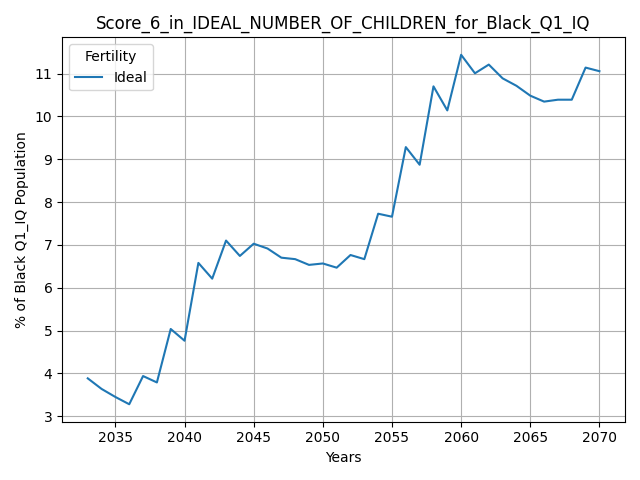 Score_6_in_IDEAL_NUMBER_OF_CHILDREN_for_Black_Q1_IQ
Fertility
Ideal
% of Black Q1_IQ Population
11
10
9
8
7
6
5
4
3
2035 2040 2045 2050 2055 2060 2065 2070
Years